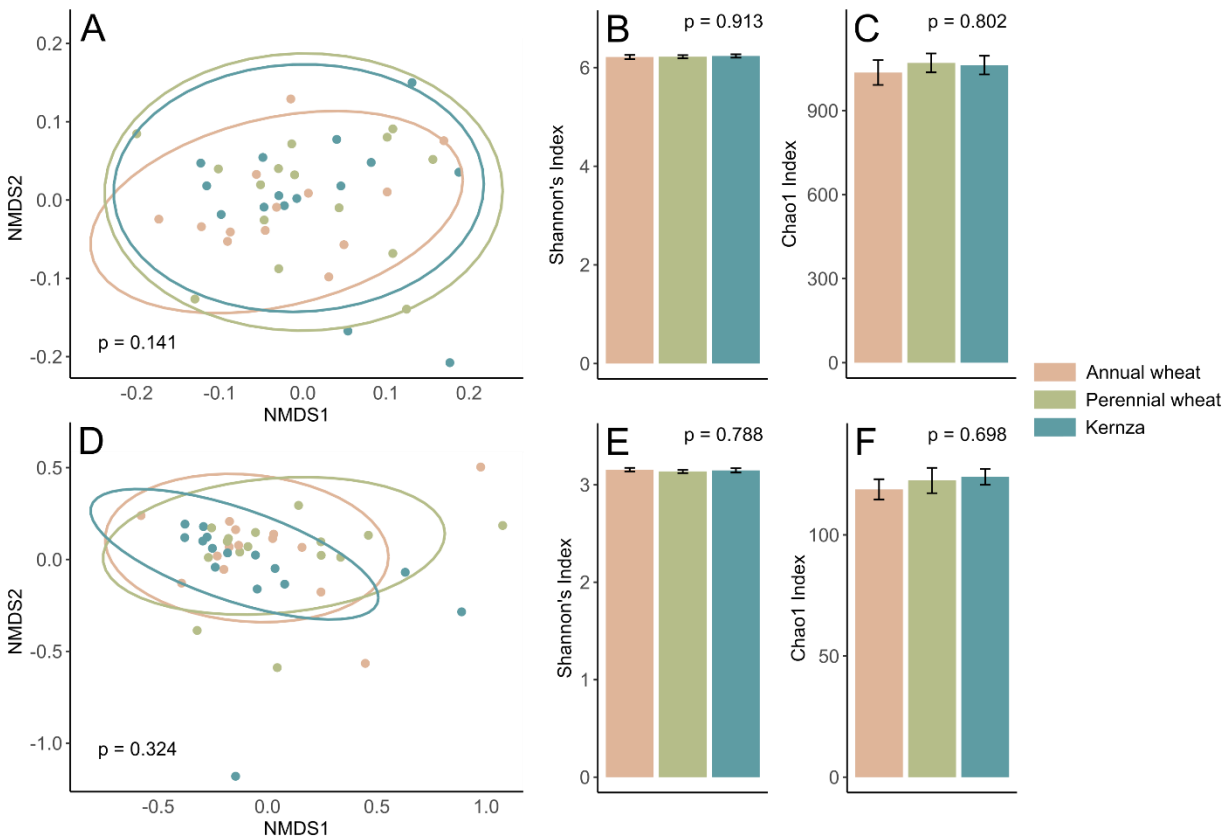 A
NMDS2
0.2
0.1
0.0
-0.1
-0.2
p = 0.141
-0.2
-0.1
0.0
0.1
0.2
NMDS1
B
p = 0.913
Shannon's Index
6
4
2
0
C
p = 0.802
Chao1 Index
900
600
300
0
Annual wheat
Perennial wheat
Kernza
D
NMDS2
0.5
0.0
-0.5
-1.0
p = 0.324
-0.5
0.0
0.5
1.0
NMDS1
E
p = 0.788
Shannon's Index
3
2
1
0
F
p = 0.698
Chao1 Index
100
50
0